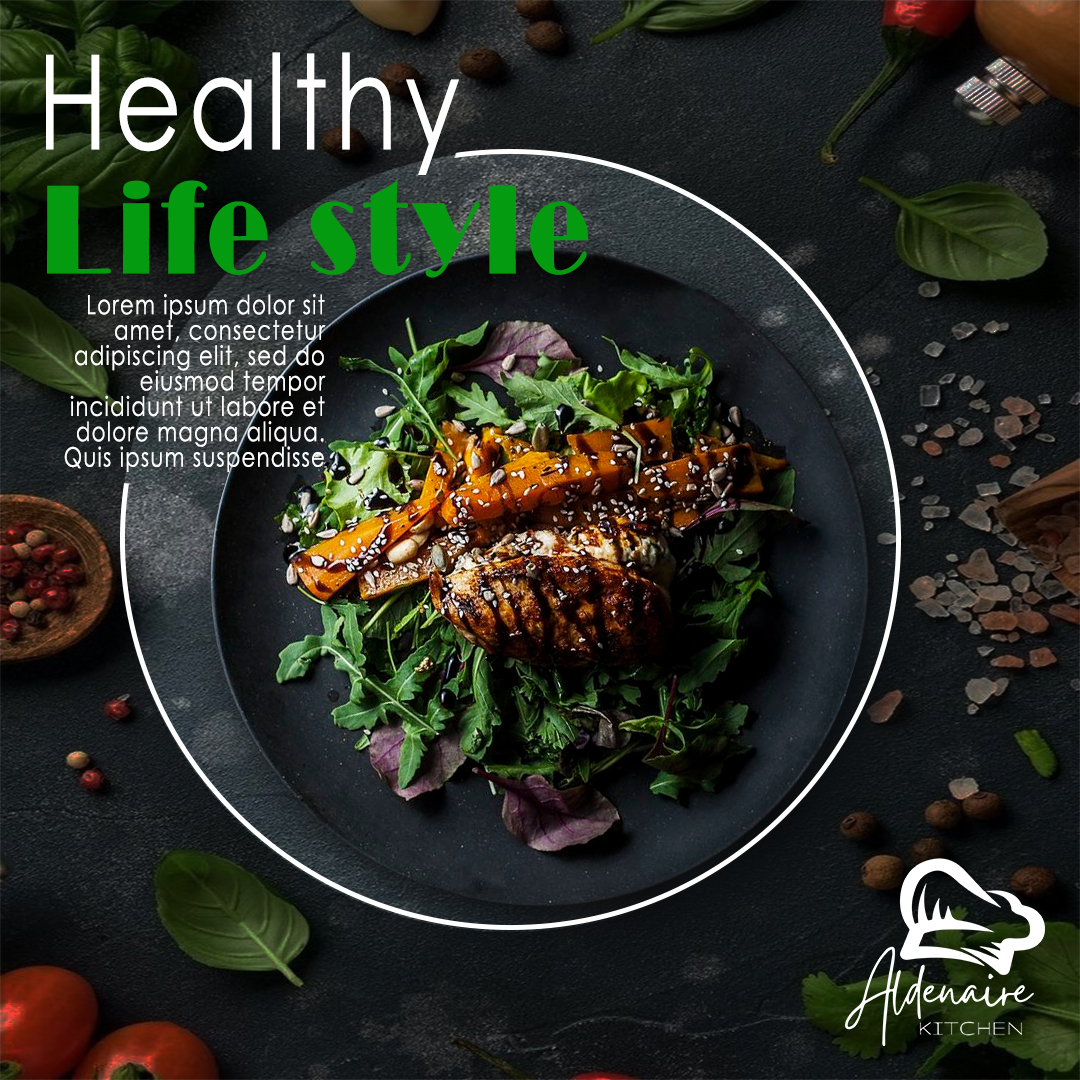 Healthy
Life style
Lorem ipsum dolor sit
amet, consectetur
adipiscing elit, sed do
eiusmod tempor
incididunt ut labore et
dolore magna aliqua.
Quis ipsum suspendisse
Aldenaire
KITCHEN